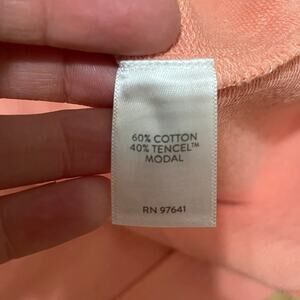 60% COTTON
40% TENCEL™
MODAL
RN 97641